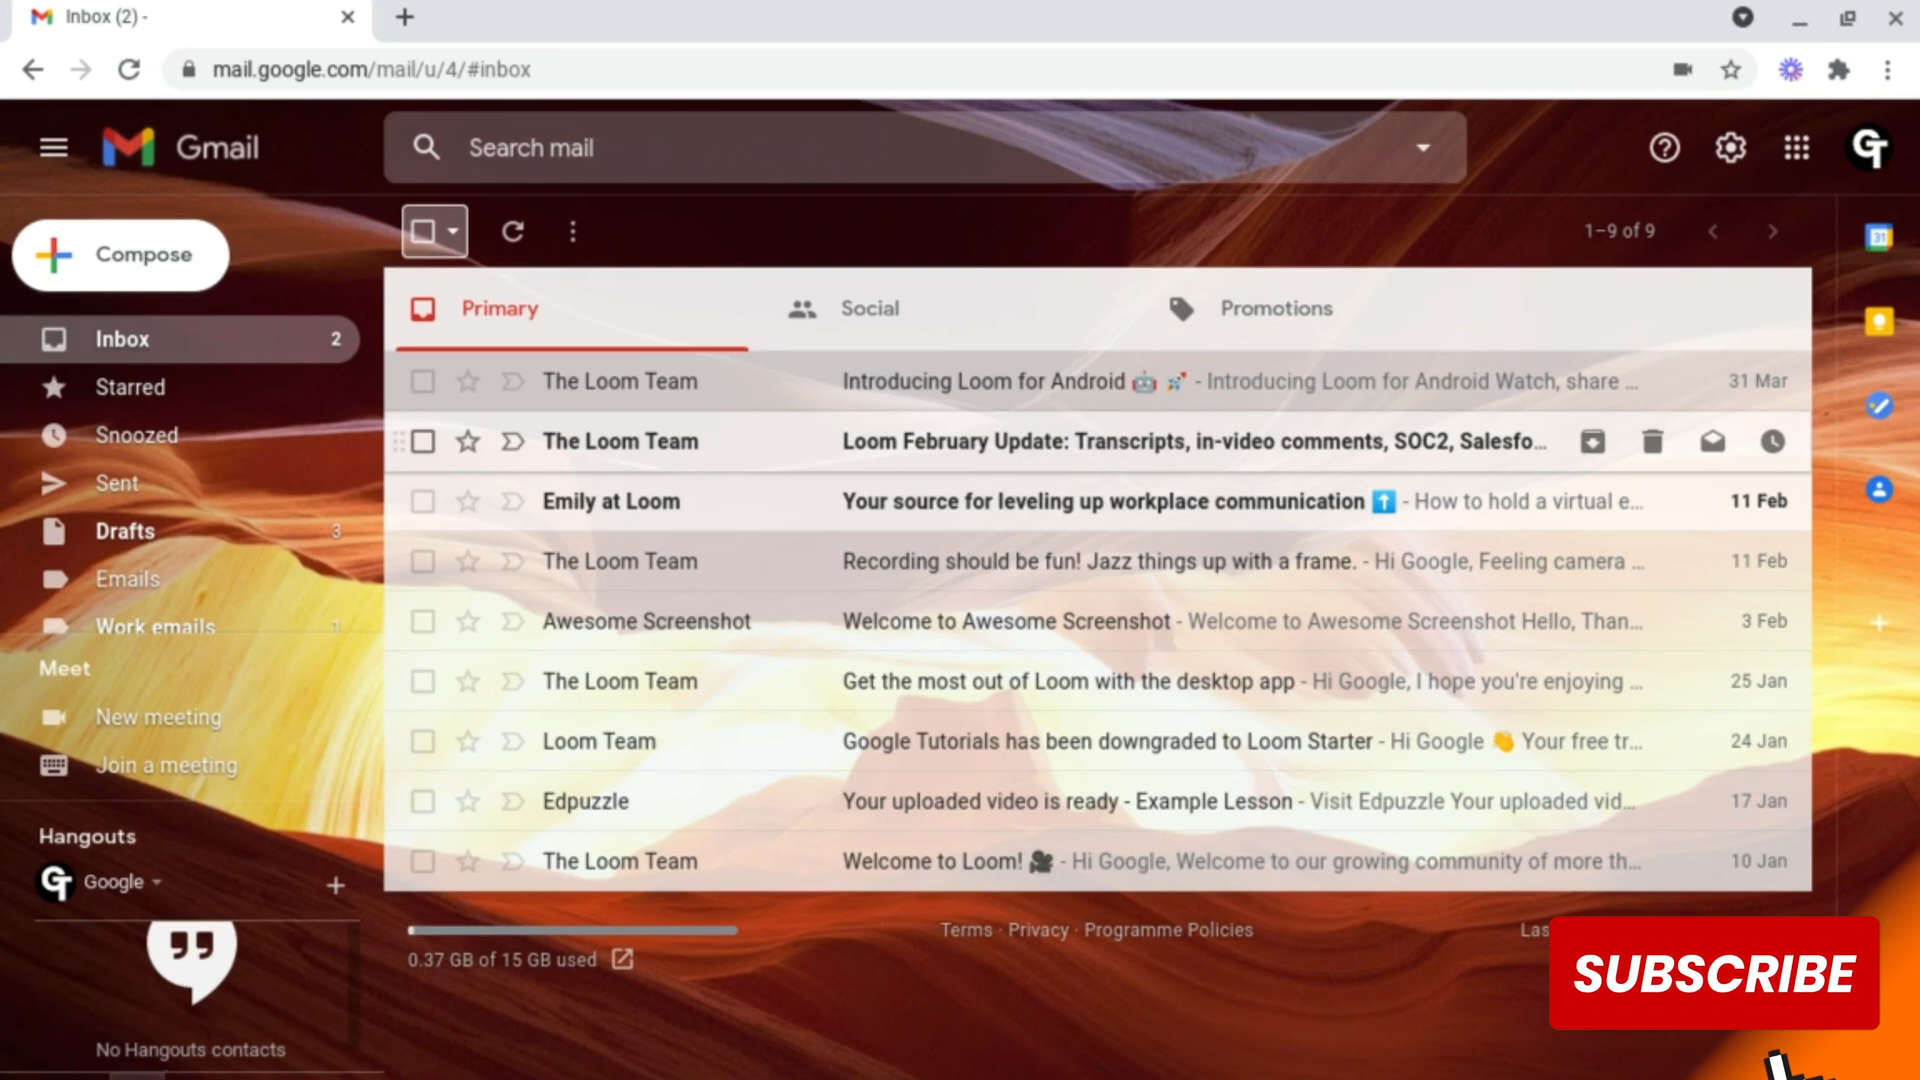 Inbox (2) -
mail.google.com/mail/u/4/#inbox
Gmail
Search mail
GT
1–9 of 9
31
Compose
Primary
Social
Promotions
Inbox 2
Starred
Snoozed
Sent
Drafts 3
Emails
Work emails 1
Meet
New meeting
Join a meeting
Hangouts
GT Google
No Hangouts contacts
The Loom Team Introducing Loom for Android 🤖 🚀 - Introducing Loom for Android Watch, share ... 31 Mar
The Loom Team Loom February Update: Transcripts, in-video comments, SOC2, Salesfo...
Emily at Loom Your source for leveling up workplace communication ⬆️ - How to hold a virtual e... 11 Feb
The Loom Team Recording should be fun! Jazz things up with a frame. - Hi Google, Feeling camera ... 11 Feb
Awesome Screenshot Welcome to Awesome Screenshot - Welcome to Awesome Screenshot Hello, Than... 3 Feb
The Loom Team Get the most out of Loom with the desktop app - Hi Google, I hope you're enjoying ... 25 Jan
Loom Team Google Tutorials has been downgraded to Loom Starter - Hi Google 👏 Your free tr... 24 Jan
Edpuzzle Your uploaded video is ready - Example Lesson - Visit Edpuzzle Your uploaded vid... 17 Jan
The Loom Team Welcome to Loom! 🎥 - Hi Google, Welcome to our growing community of more th... 10 Jan
Terms · Privacy · Programme Policies
Las
0.37 GB of 15 GB used
SUBSCRIBE